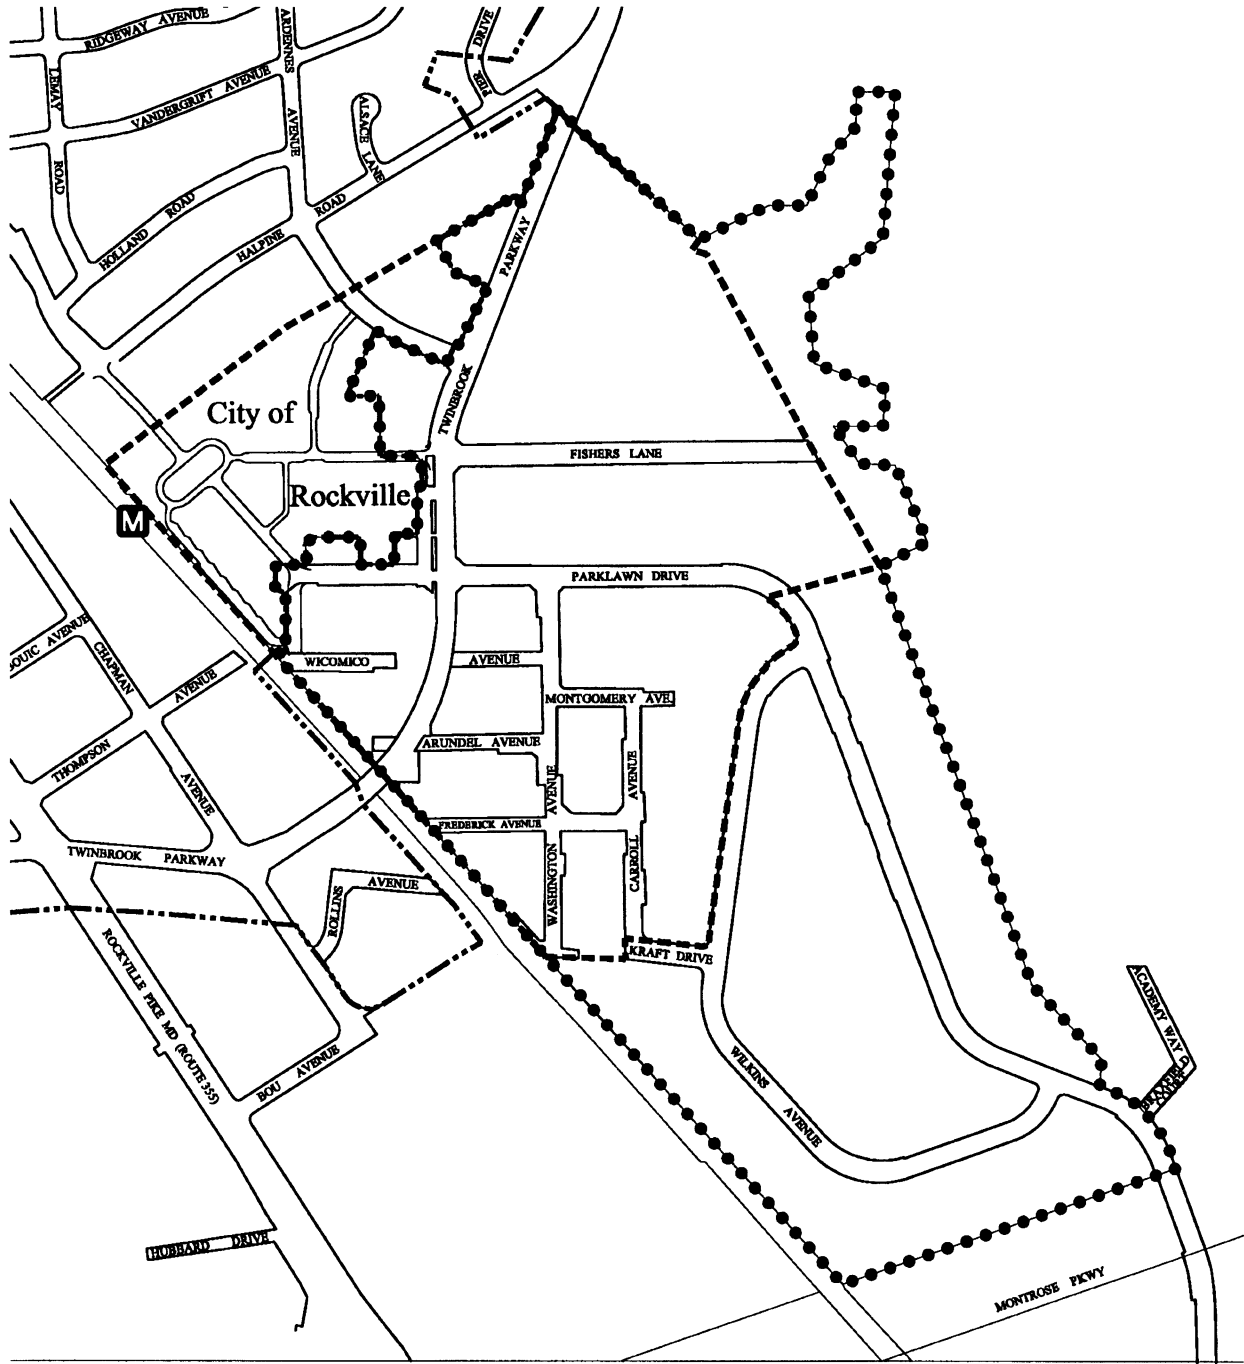 RIDGEWAY AVENUE
ARDENNES
AVENUE
PIER DRIVE
LEMAY
ROAD
VANDERGRIFT AVENUE
ALSACE LANE
HOLLAND ROAD
HALPINE ROAD
PARKWAY
TWINBROOK
City of
Rockville
FISHERS LANE
M
PARKLAWN DRIVE
BOUIC AVENUE
CHAPMAN
AVENUE
WICOMICO
AVENUE
THOMPSON
AVENUE
MONTGOMERY AVE.
ARUNDEL AVENUE
WASHINGTON
AVENUE
CARROLL
AVENUE
FREDERICK AVENUE
TWINBROOK PARKWAY
ROLLINS
AVENUE
KRAFT DRIVE
ROCKVILLE PIKE MD (ROUTE 355)
BOU AVENUE
WILKINS
AVENUE
ACADEMY WAY
HUBBARD DRIVE
MONTROSE PKWY